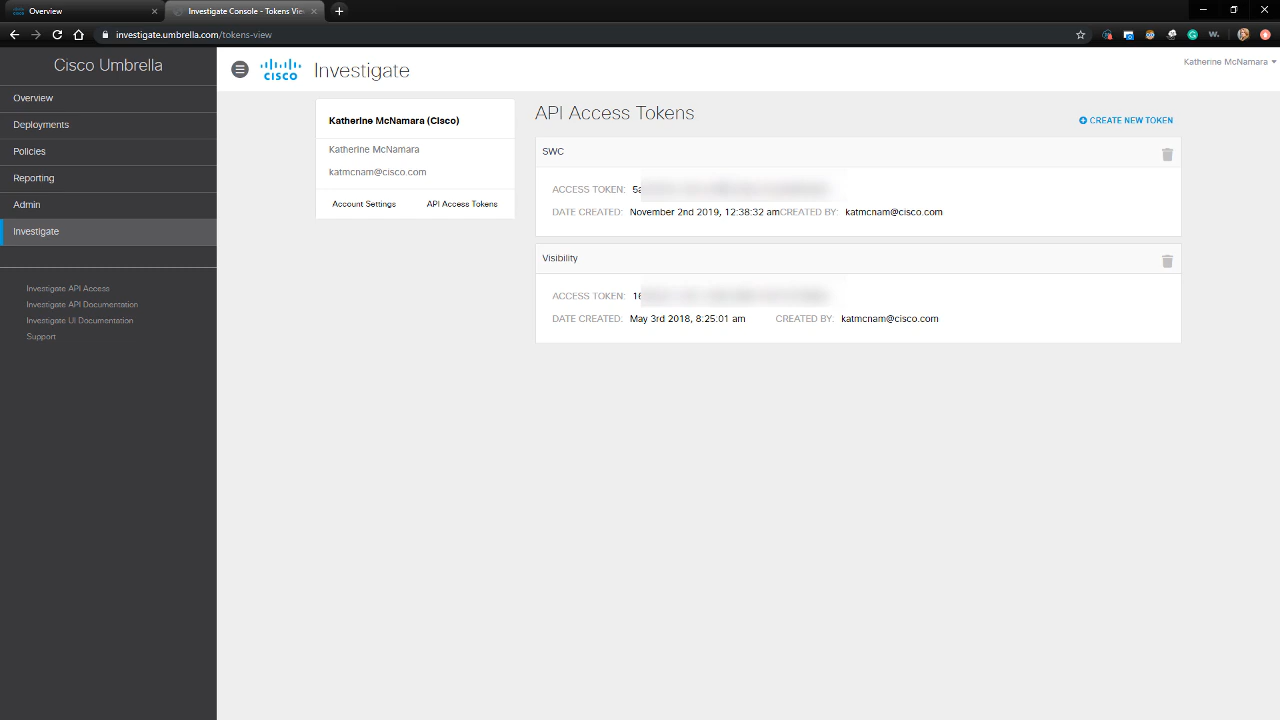 Overview
Investigate Console - Tokens Vie
investigate.umbrella.com/tokens-view
Cisco Umbrella
Overview
Deployments
Policies
Reporting
Admin
Investigate
Investigate API Access
Investigate API Documentation
Investigate UI Documentation
Support
CISCO
Investigate
Katherine McNamara
Katherine McNamara (Cisco)
Katherine McNamara
katmcnam@cisco.com
Account Settings API Access Tokens
API Access Tokens
CREATE NEW TOKEN
SWC
ACCESS TOKEN:
DATE CREATED: November 2nd 2019, 12:38:32 am CREATED BY: katmcnam@cisco.com
Visibility
ACCESS TOKEN:
DATE CREATED: May 3rd 2018, 8:25:01 am CREATED BY: katmcnam@cisco.com